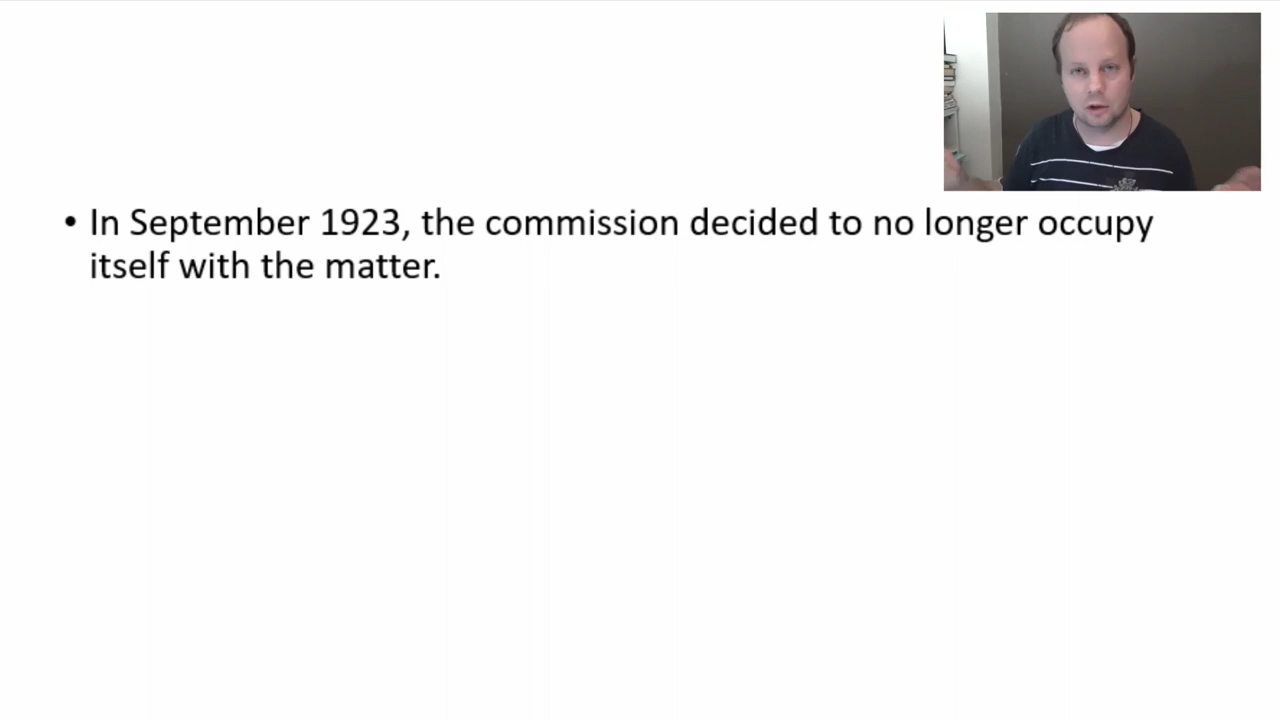 • In September 1923, the commission decided to no longer occupy
itself with the matter.